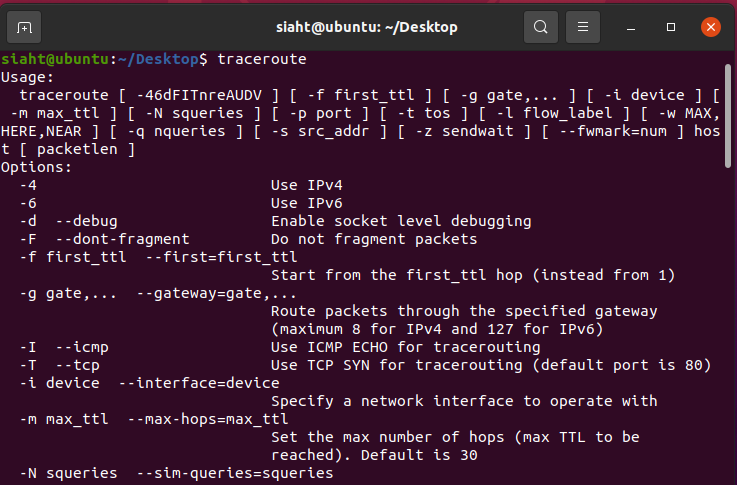 siaht@ubuntu: ~/Desktop
siaht@ubuntu:~/Desktop$ traceroute
Usage:
  traceroute [ -46dFITnreAUDV ] [ -f first_ttl ] [ -g gate,... ] [ -i device ] [
 -m max_ttl ] [ -N squeries ] [ -p port ] [ -t tos ] [ -l flow_label ] [ -w MAX,
HERE,NEAR ] [ -q nqueries ] [ -s src_addr ] [ -z sendwait ] [ --fwmark=num ] hos
t [ packetlen ]
Options:
  -4                          Use IPv4
  -6                          Use IPv6
  -d  --debug                 Enable socket level debugging
  -F  --dont-fragment         Do not fragment packets
  -f first_ttl  --first=first_ttl
                              Start from the first_ttl hop (instead from 1)
  -g gate,...  --gateway=gate,...
                              Route packets through the specified gateway
                              (maximum 8 for IPv4 and 127 for IPv6)
  -I  --icmp                  Use ICMP ECHO for tracerouting
  -T  --tcp                   Use TCP SYN for tracerouting (default port is 80)
  -i device  --interface=device
                              Specify a network interface to operate with
  -m max_ttl  --max-hops=max_ttl
                              Set the max number of hops (max TTL to be
                              reached). Default is 30
  -N squeries  --sim-queries=squeries